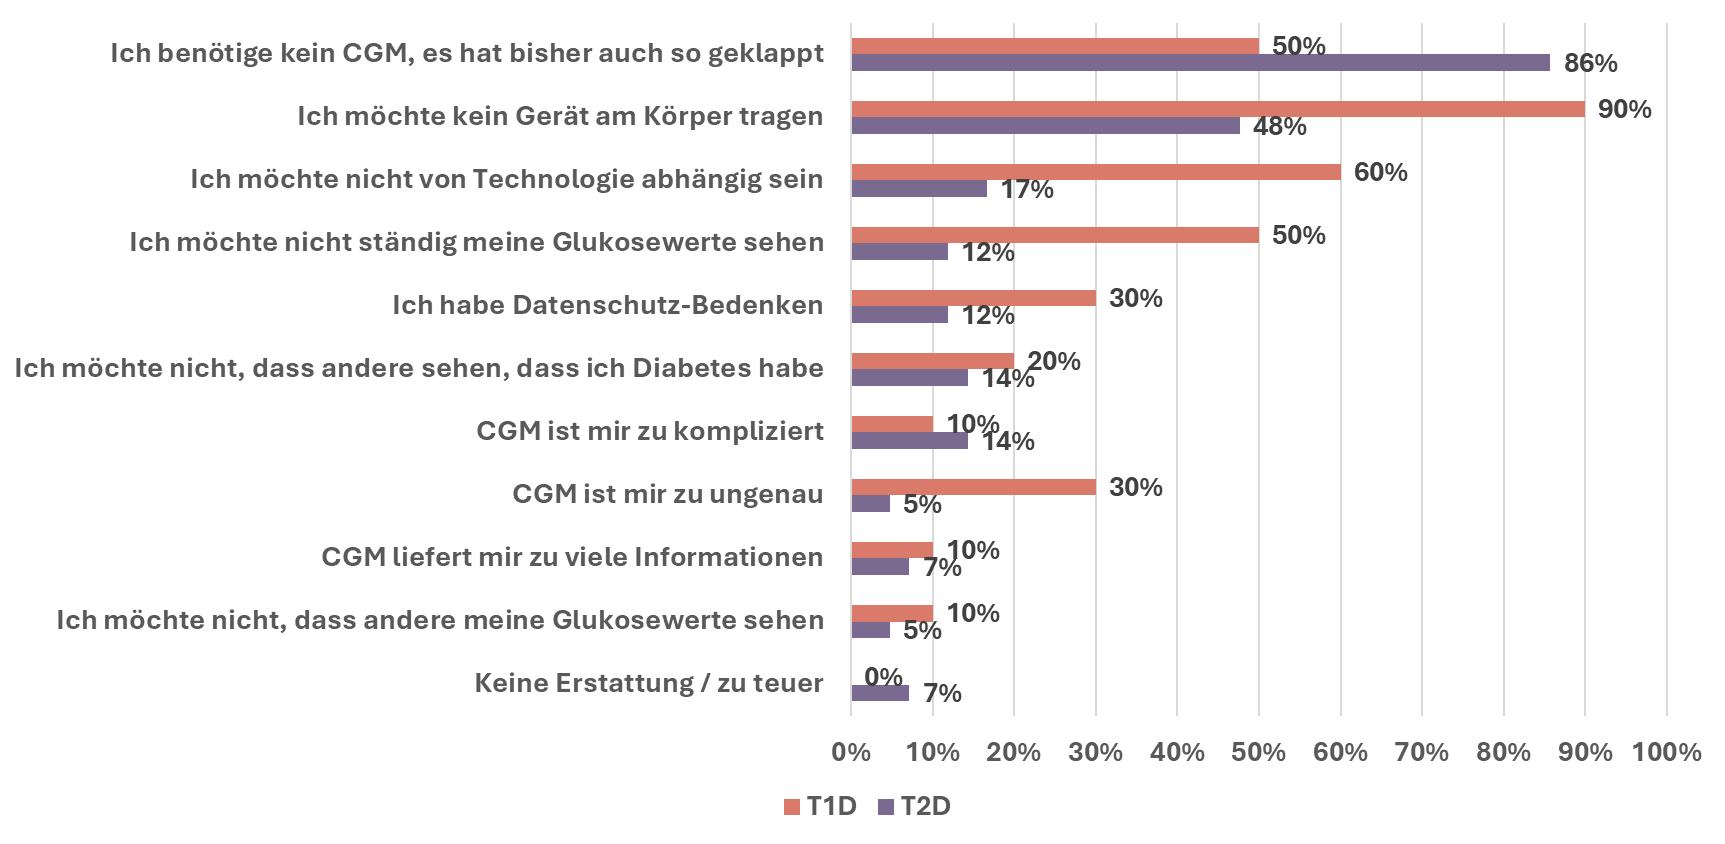 Ich benötige kein CGM, es hat bisher auch so geklappt
50%
86%
Ich möchte kein Gerät am Körper tragen
90%
48%
Ich möchte nicht von Technologie abhängig sein
60%
17%
Ich möchte nicht ständig meine Glukosewerte sehen
50%
12%
Ich habe Datenschutz-Bedenken
30%
12%
Ich möchte nicht, dass andere sehen, dass ich Diabetes habe
20%
14%
CGM ist mir zu kompliziert
10%
14%
CGM ist mir zu ungenau
30%
5%
CGM liefert mir zu viele Informationen
10%
7%
Ich möchte nicht, dass andere meine Glukosewerte sehen
10%
5%
Keine Erstattung / zu teuer
0%
7%
0% 10% 20% 30% 40% 50% 60% 70% 80% 90% 100%
T1D T2D